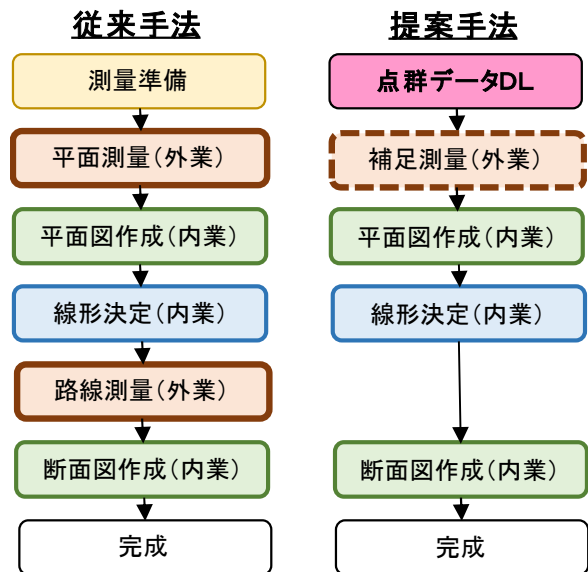 従来手法
測量準備
平面測量(外業)
平面図作成(内業)
線形決定(内業)
路線測量(外業)
断面図作成(内業)
完成
提案手法
点群データDL
補足測量(外業)
平面図作成(内業)
線形決定(内業)
断面図作成(内業)
完成